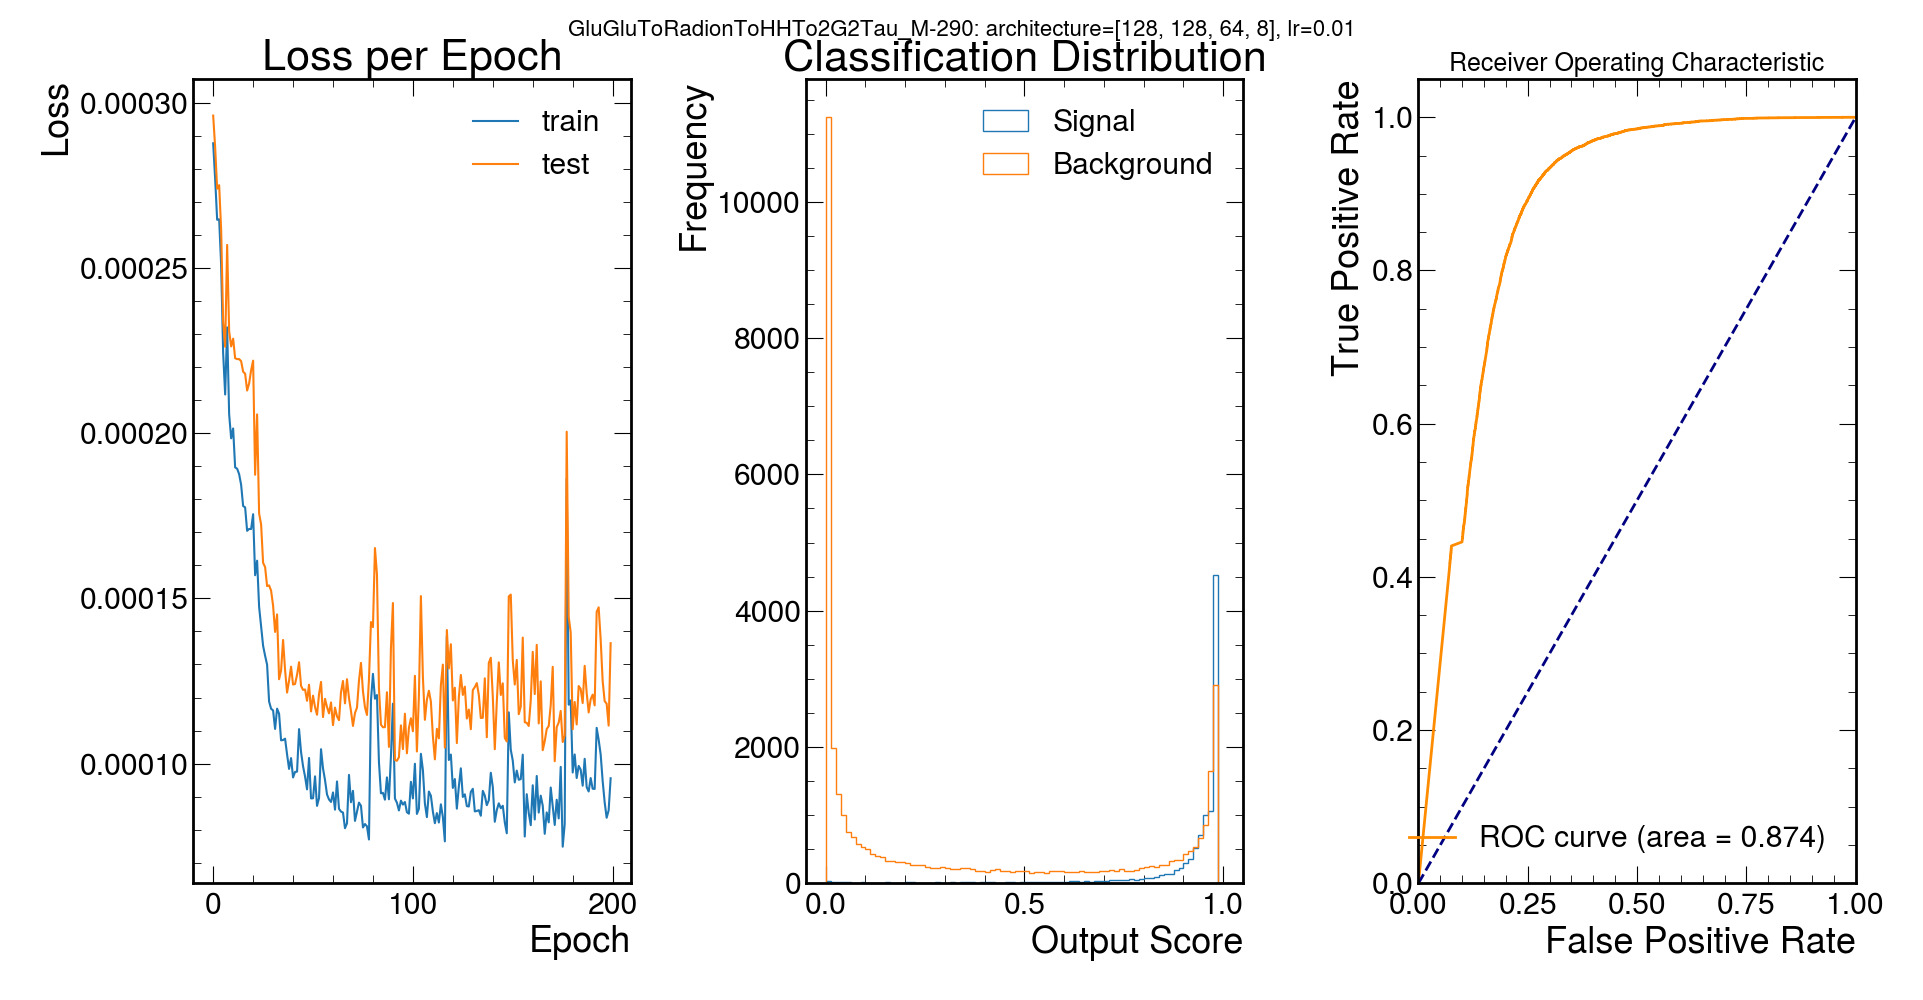 GluGluToRadionToHHTo2G2Tau_M-290: architecture=[128, 128, 64, 8], lr=0.01
Loss per Epoch
Loss
0.00030
0.00025
0.00020
0.00015
0.00010
train
test
0
100
200
Epoch
Classification Distribution
Frequency
10000
8000
6000
4000
2000
0
Signal
Background
0.0
0.5
1.0
Output Score
Receiver Operating Characteristic
True Positive Rate
1.0
0.8
0.6
0.4
0.2
0.0
ROC curve (area = 0.874)
0.00
0.25
0.50
0.75
1.00
False Positive Rate